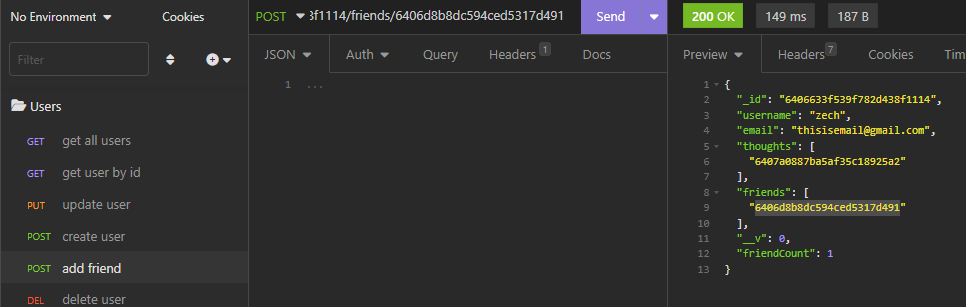 No Environment
Cookies
Filter
Users
GET get all users
GET get user by id
PUT update user
POST create user
POST add friend
DEL delete user
POST 3f1114/friends/6406d8b8dc594ced5317d491 Send
JSON Auth Query Headers 1 Docs
1 ...
200 OK 149 ms 187 B
Preview Headers 7 Cookies Tim
1 {
2 "_id": "6406633f539f782d438f1114",
3 "username": "zech",
4 "email": "thisisemail@gmail.com",
5 "thoughts": [
6 "6407a0887ba5af35c18925a2"
7 ],
8 "friends": [
9 "6406d8b8dc594ced5317d491"
10 ],
11 "__v": 0,
12 "friendCount": 1
13 }